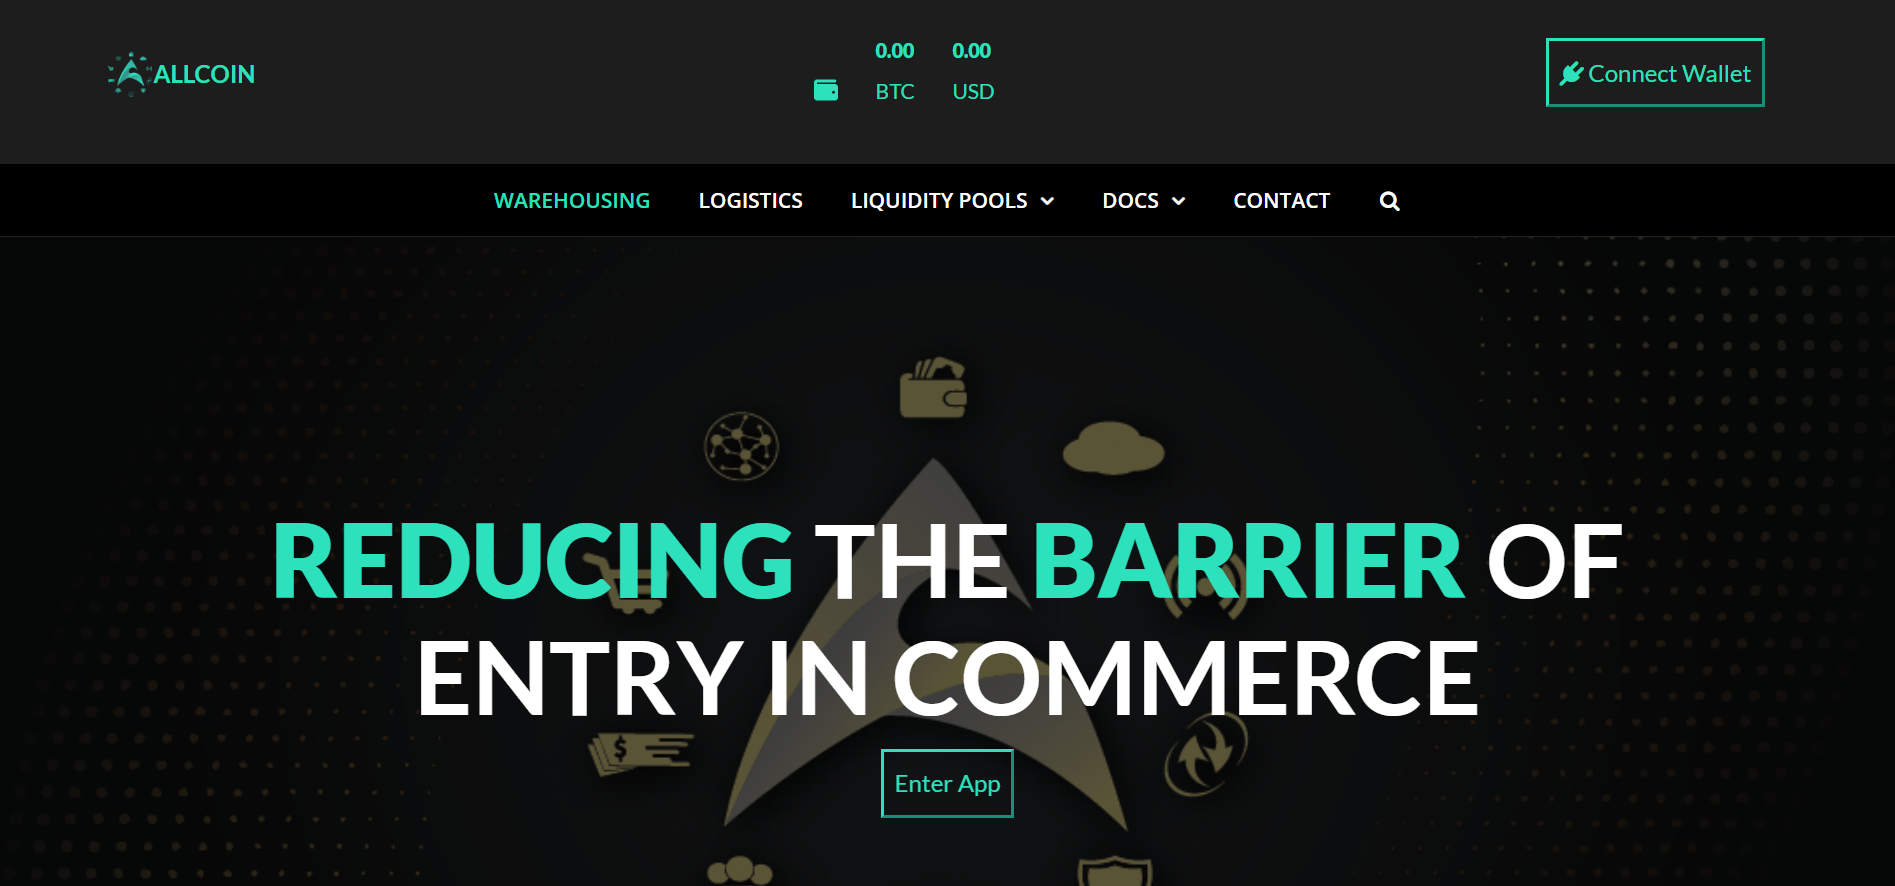 ALLCOIN
0.00 0.00
BTC USD
Connect Wallet
WAREHOUSING LOGISTICS LIQUIDITY POOLS DOCS CONTACT
REDUCING THE BARRIER OF
ENTRY IN COMMERCE
$
Enter App